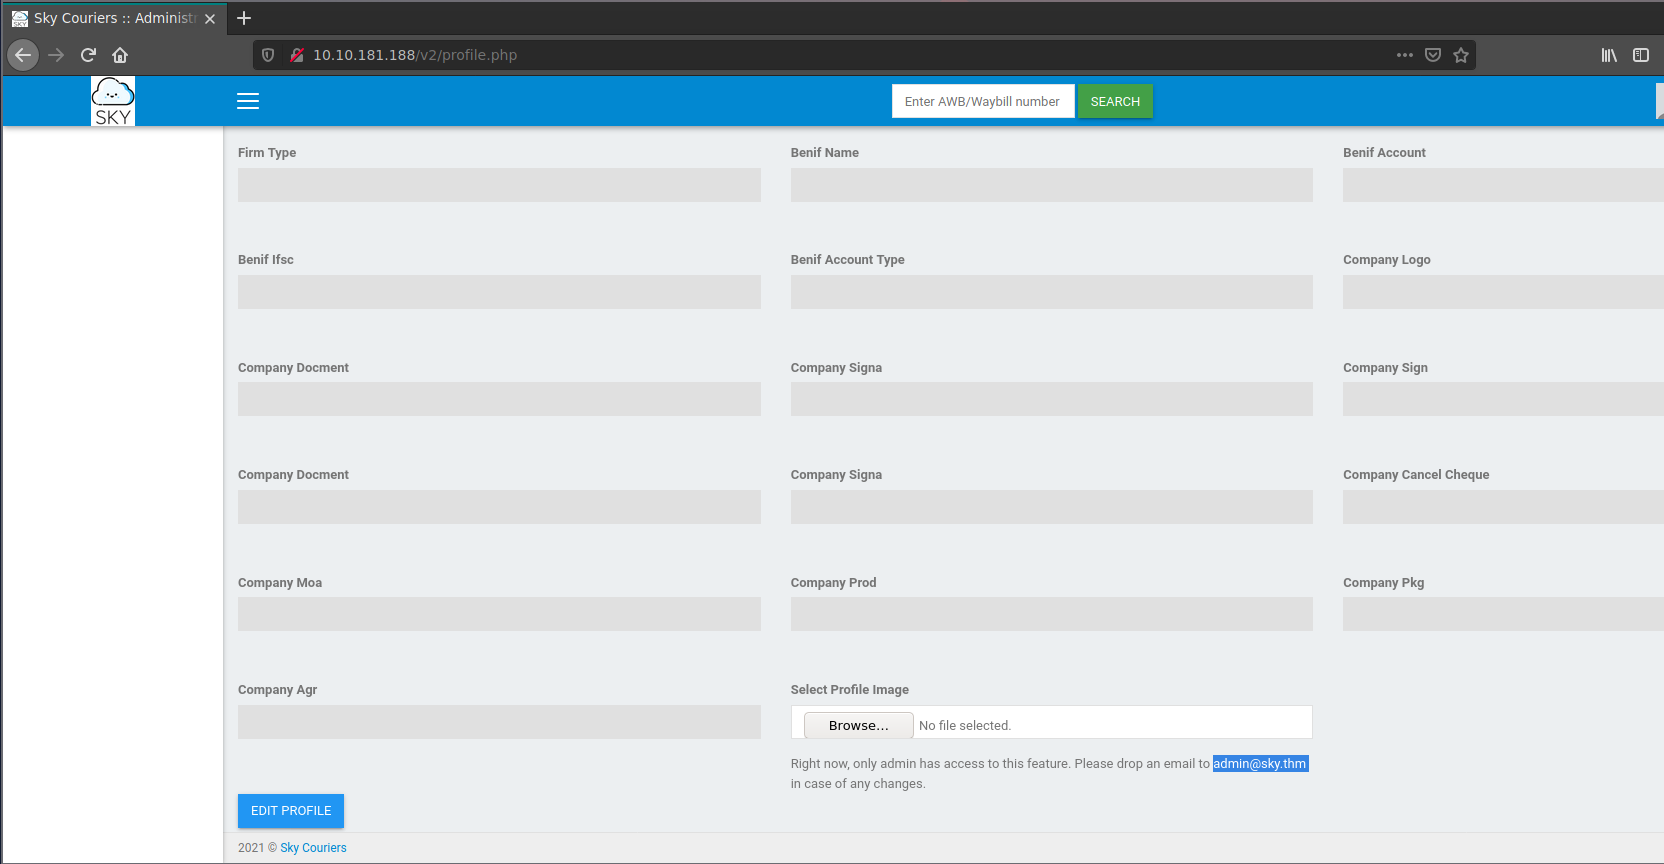 Sky Couriers :: Administr
10.10.181.188/v2/profile.php
SKY
SKY
Enter AWB/Waybill number
SEARCH
Firm Type
Benif Name
Benif Account
Benif Ifsc
Benif Account Type
Company Logo
Company Docment
Company Signa
Company Sign
Company Docment
Company Signa
Company Cancel Cheque
Company Moa
Company Prod
Company Pkg
Company Agr
Select Profile Image
Browse...
No file selected.
Right now, only admin has access to this feature. Please drop an email to admin@sky.thm
in case of any changes.
EDIT PROFILE
2021 © Sky Couriers